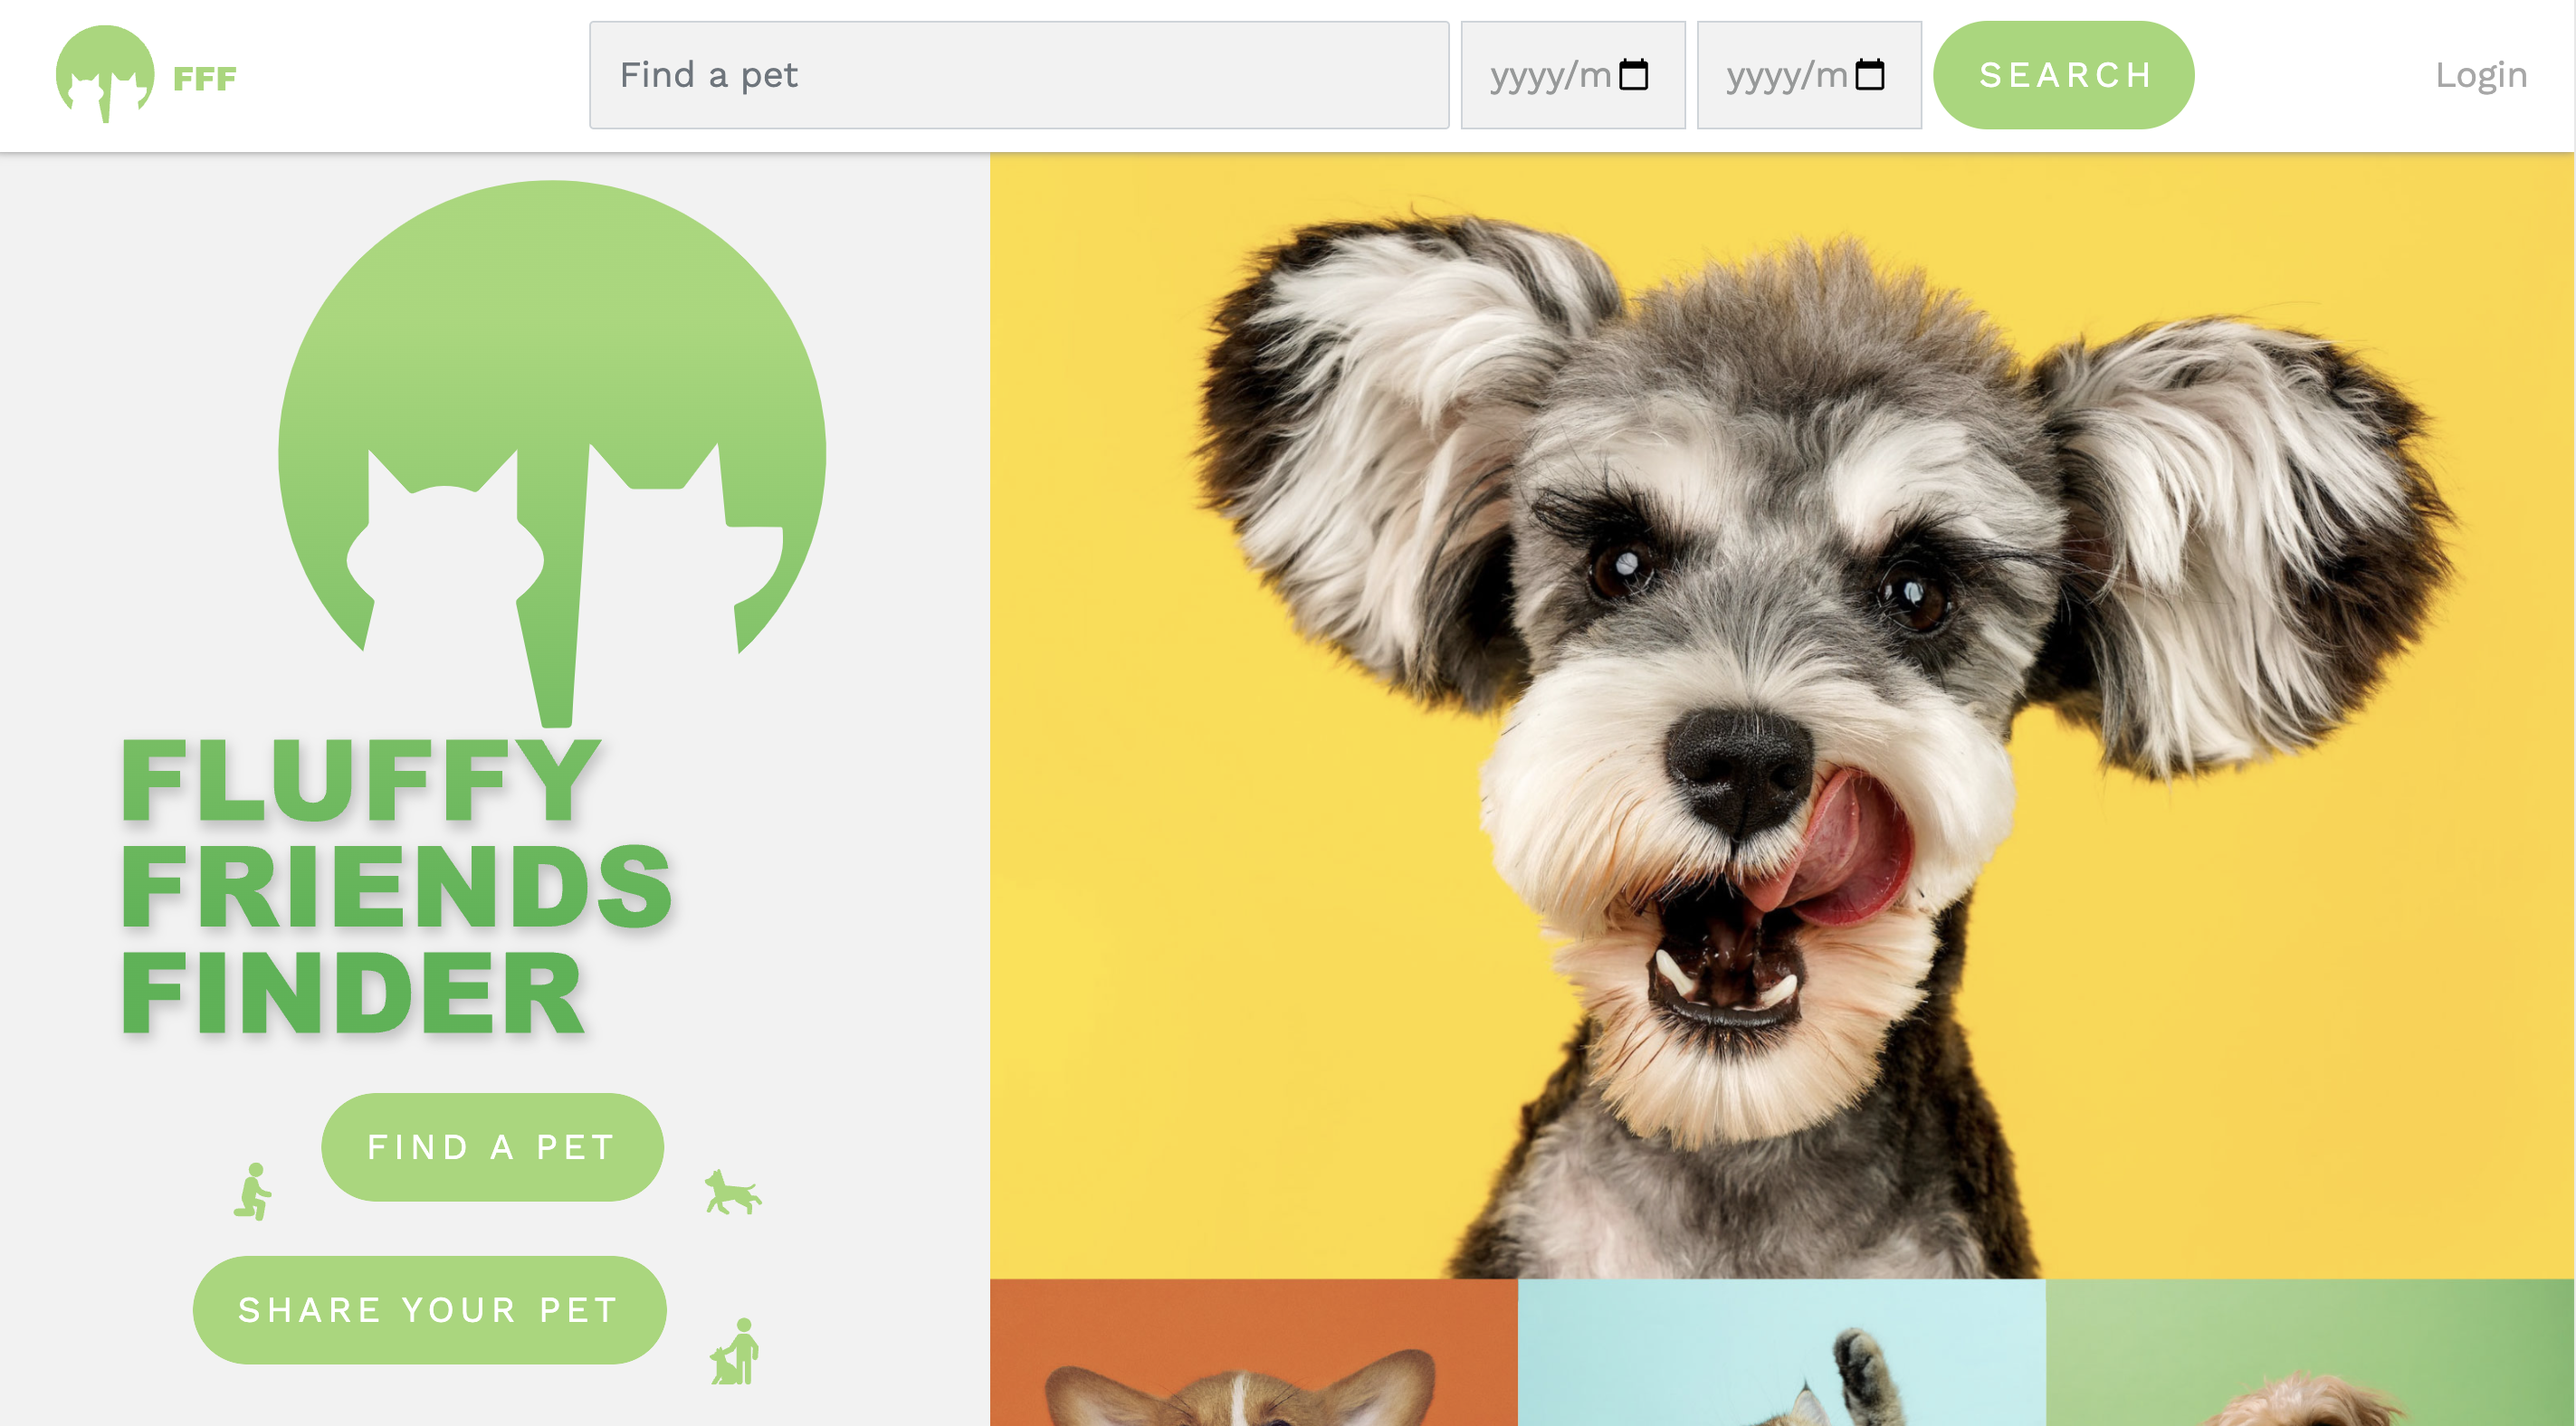 FFF
Find a pet
yyyy/m
yyyy/m
SEARCH
Login
FLUFFY
FRIENDS
FINDER
FIND A PET
SHARE YOUR PET